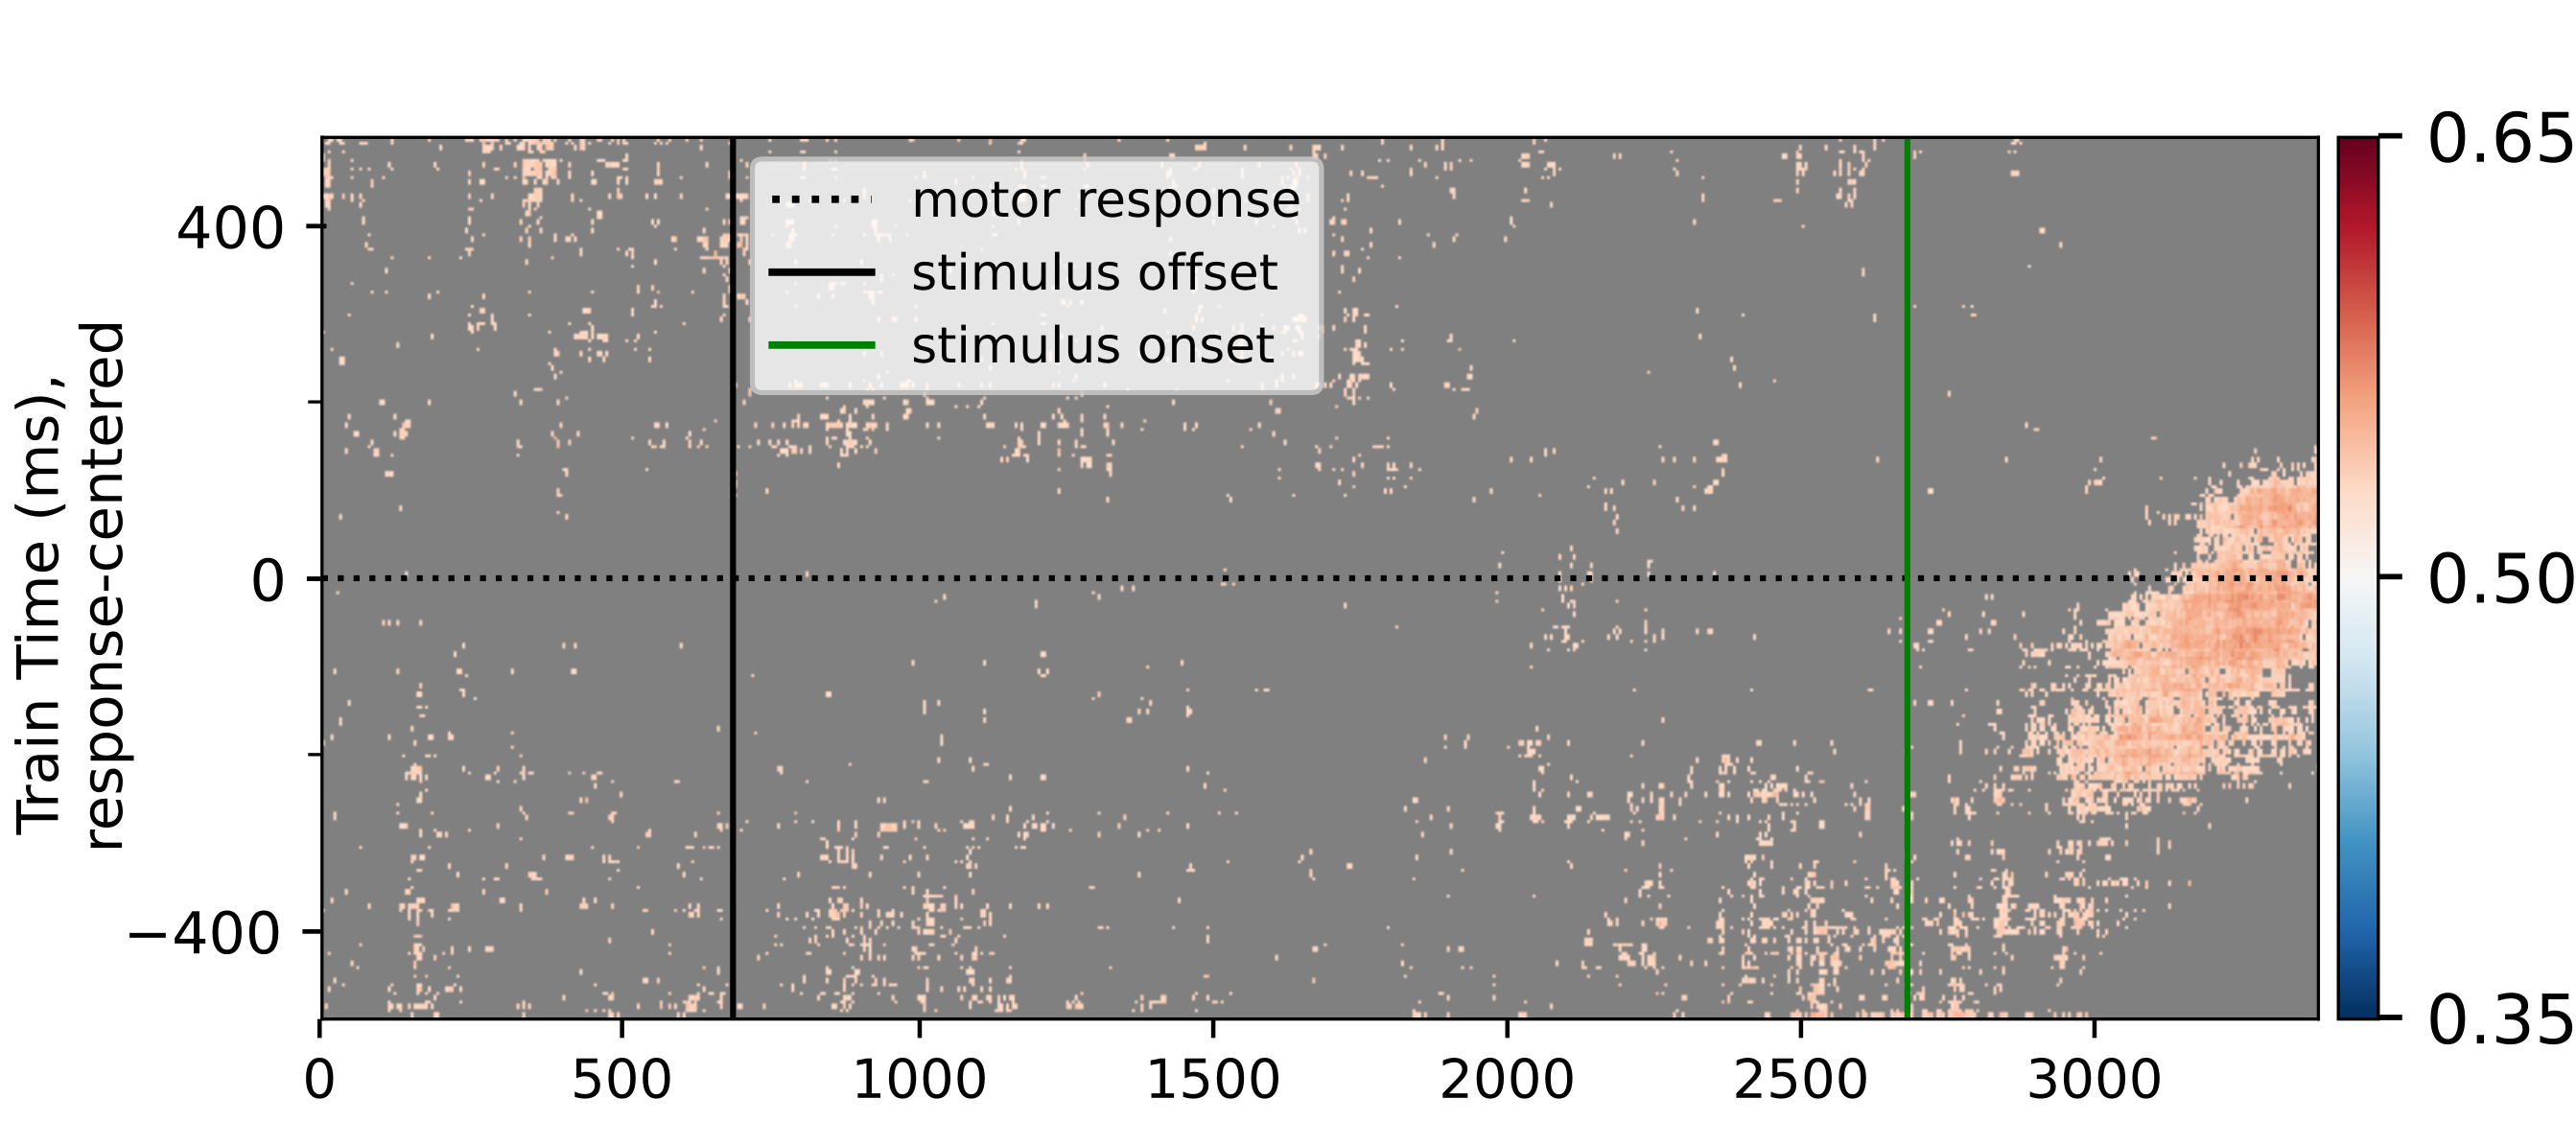 Train Time (ms),
response-centered
400
0
−400
motor response
stimulus offset
stimulus onset
0 500 1000 1500 2000 2500 3000
0.65
0.50
0.35